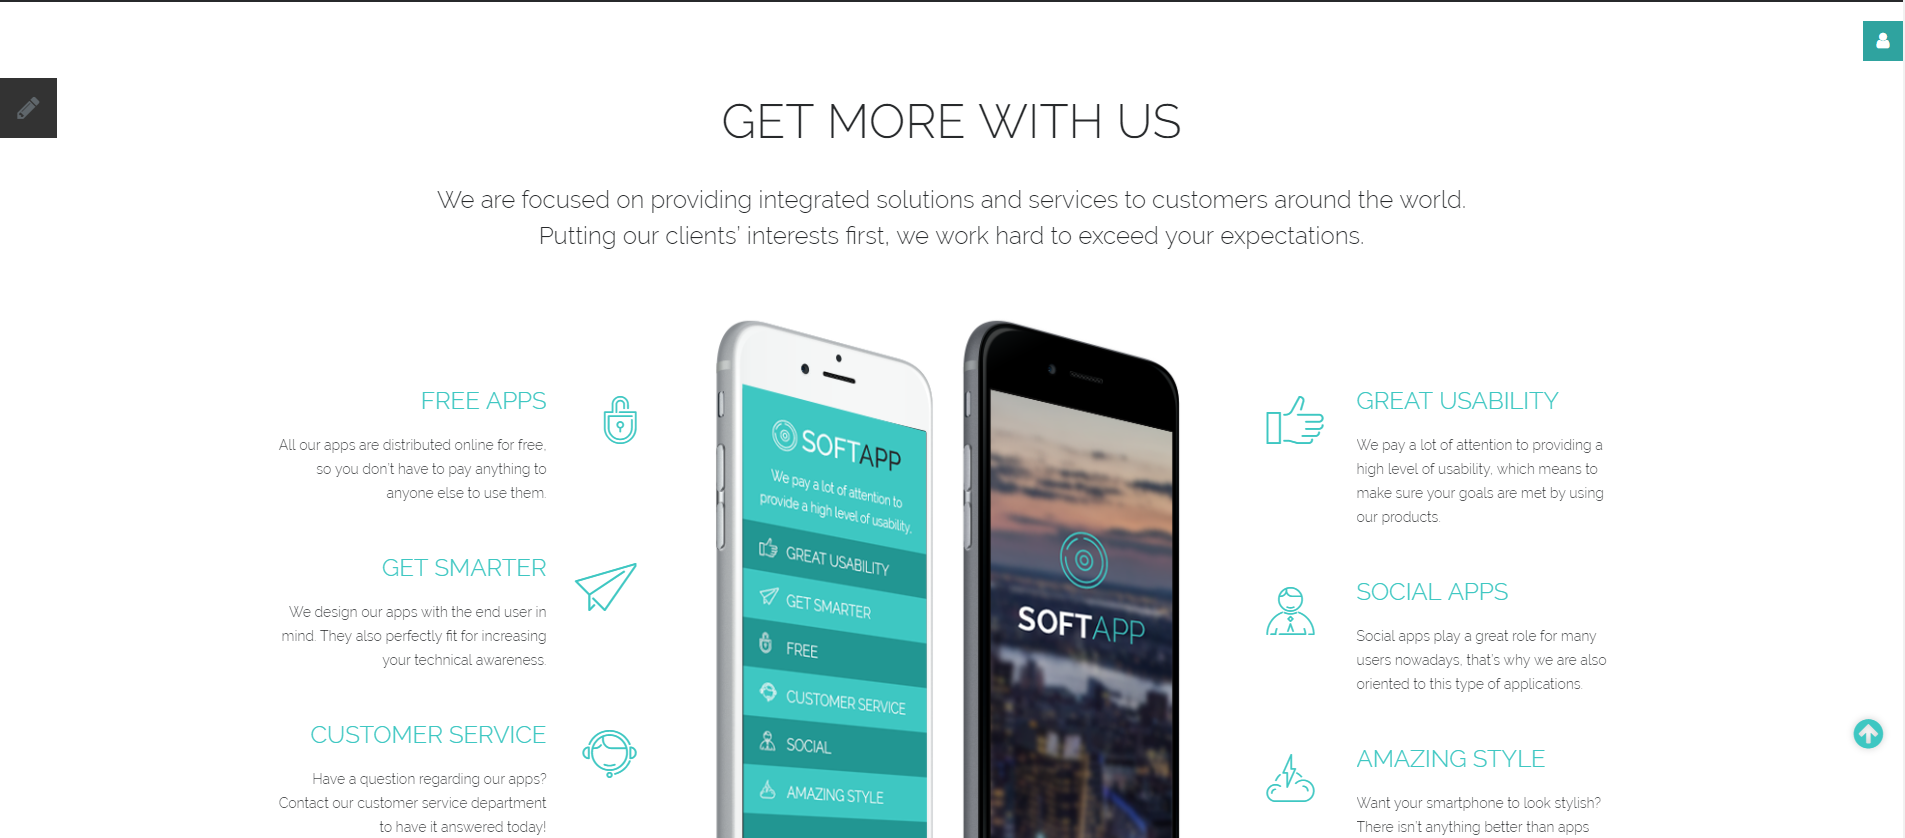 GET MORE WITH US
We are focused on providing integrated solutions and services to customers around the world.
Putting our clients’ interests first, we work hard to exceed your expectations.
FREE APPS
All our apps are distributed online for free,
so you don’t have to pay anything to
anyone else to use them.
GET SMARTER
We design our apps with the end user in
mind. They also perfectly fit for increasing
your technical awareness.
CUSTOMER SERVICE
Have a question regarding our apps?
Contact our customer service department
to have it answered today!
SOFTAPP
We pay a lot of attention to
provide a high level of usability,
GREAT USABILITY
GET SMARTER
FREE
CUSTOMER SERVICE
SOCIAL
AMAZING STYLE
SOFTAPP
GREAT USABILITY
We pay a lot of attention to providing a
high level of usability, which means to
make sure your goals are met by using
our products.
SOCIAL APPS
Social apps play a great role for many
users nowadays, that’s why we are also
oriented to this type of applications.
AMAZING STYLE
Want your smartphone to look stylish?
There isn’t anything better than apps